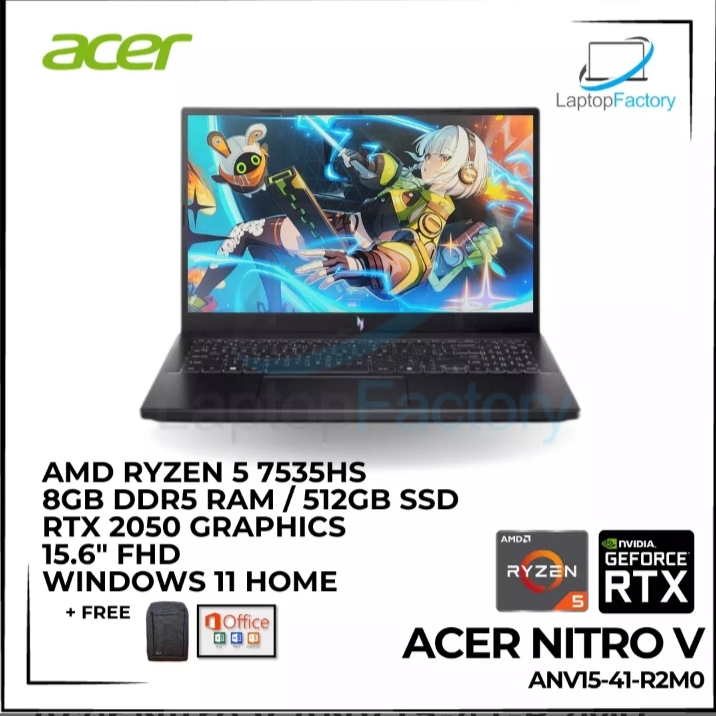 acer
LaptopFactory
LaptopFactory
AMD RYZEN 5 7535HS
8GB DDR5 RAM / 512GB SSD
RTX 2050 GRAPHICS
15.6" FHD
WINDOWS 11 HOME
+ FREE
Office
AMD
RYZEN
5
NVIDIA.
GEFORCE
RTX
ACER NITRO V
ANV15-41-R2M0